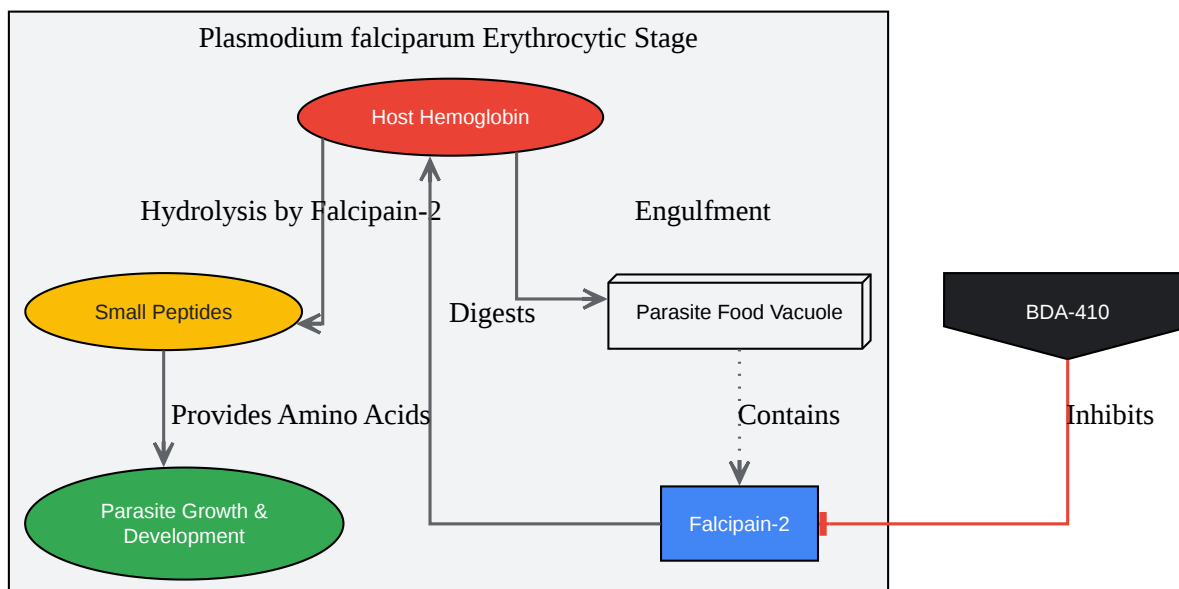 Plasmodium falciparum Erythrocytic Stage
Host Hemoglobin
Hydrolysis by Falcipain-2
Engulfment
Small Peptides
Digests
Parasite Food Vacuole
BDA-410
Provides Amino Acids
Contains
Inhibits
Parasite Growth &
Development
Falcipain-2